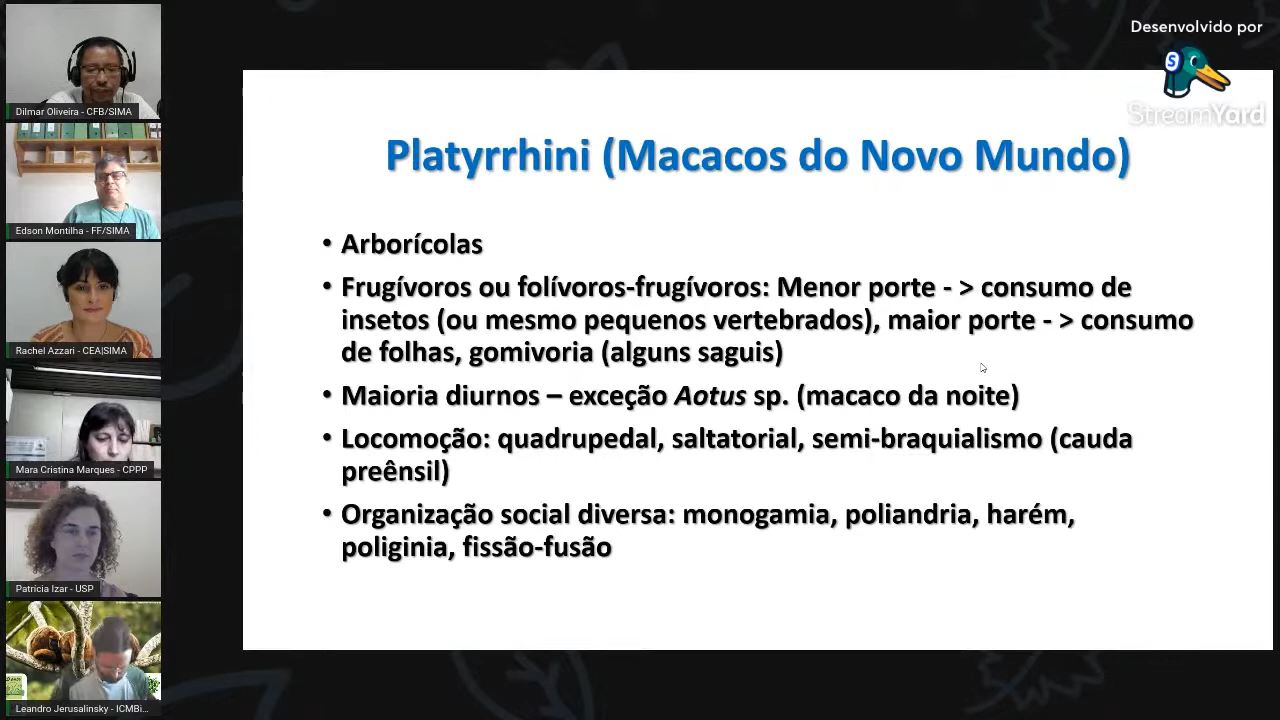 Desenvolvido por
StreamYard
Dilmar Oliveira - CFB/SIMA
Edson Montilha - FF/SIMA
Rachel Azzari - CEA|SIMA
Mara Cristina Marques - CPPP
Patrícia Izar - USP
Leandro Jerusalinsky - ICMBi...
Platyrrhini (Macacos do Novo Mundo)
• Arborícolas
• Frugívoros ou folívoros-frugívoros: Menor porte - > consumo de
insetos (ou mesmo pequenos vertebrados), maior porte - > consumo
de folhas, gomivoria (alguns saguis)
• Maioria diurnos – exceção Aotus sp. (macaco da noite)
• Locomoção: quadrupedal, saltatorial, semi-braquialismo (cauda
preênsil)
• Organização social diversa: monogamia, poliandria, harém,
poliginia, fissão-fusão